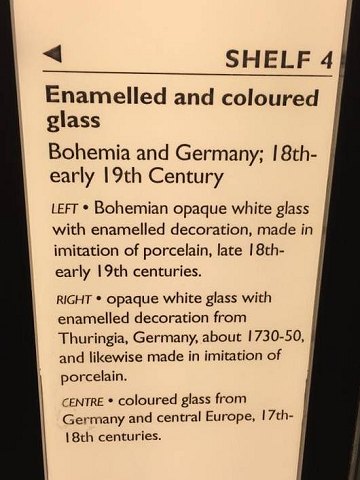 SHELF 4
Enamelled and coloured
glass
Bohemia and Germany; 18th-
early 19th Century
LEFT • Bohemian opaque white glass
with enamelled decoration, made in
imitation of porcelain, late 18th-
early 19th centuries.
RIGHT • opaque white glass with
enamelled decoration from
Thuringia, Germany, about 1730-50,
and likewise made in imitation of
porcelain.
CENTRE • coloured glass from
Germany and central Europe, 17th-
18th centuries.